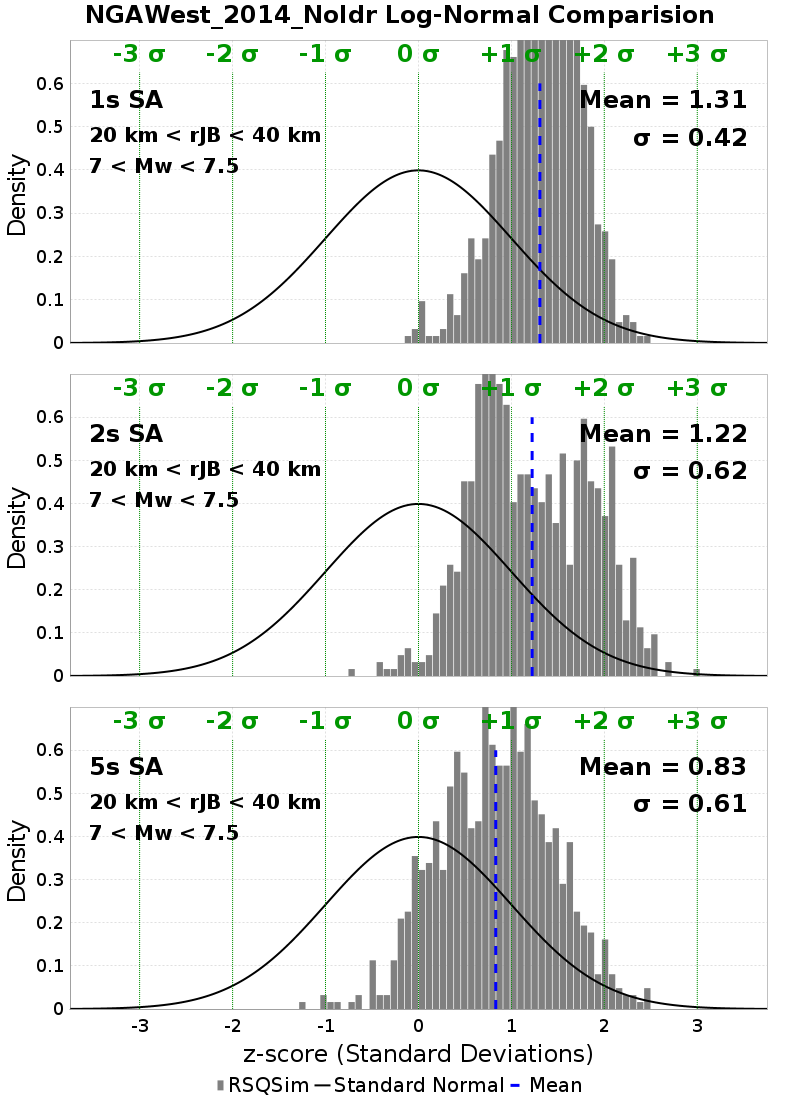 NGAWest_2014_NoIdr Log-Normal Comparision
-3 σ -2 σ -1 σ 0 σ +1 σ +2 σ +3 σ
0.6
0.5
0.4
0.3
0.2
0.1
0
Density
1s SA
20 km < rJB < 40 km
7 < Mw < 7.5
Mean = 1.31
σ = 0.42
-3 σ -2 σ -1 σ 0 σ +1 σ +2 σ +3 σ
0.6
0.5
0.4
0.3
0.2
0.1
0
Density
2s SA
20 km < rJB < 40 km
7 < Mw < 7.5
Mean = 1.22
σ = 0.62
-3 σ -2 σ -1 σ 0 σ +1 σ +2 σ +3 σ
0.6
0.5
0.4
0.3
0.2
0.1
0
Density
5s SA
20 km < rJB < 40 km
7 < Mw < 7.5
Mean = 0.83
σ = 0.61
-3 -2 -1 0 1 2 3
z-score (Standard Deviations)
RSQSim Standard Normal Mean